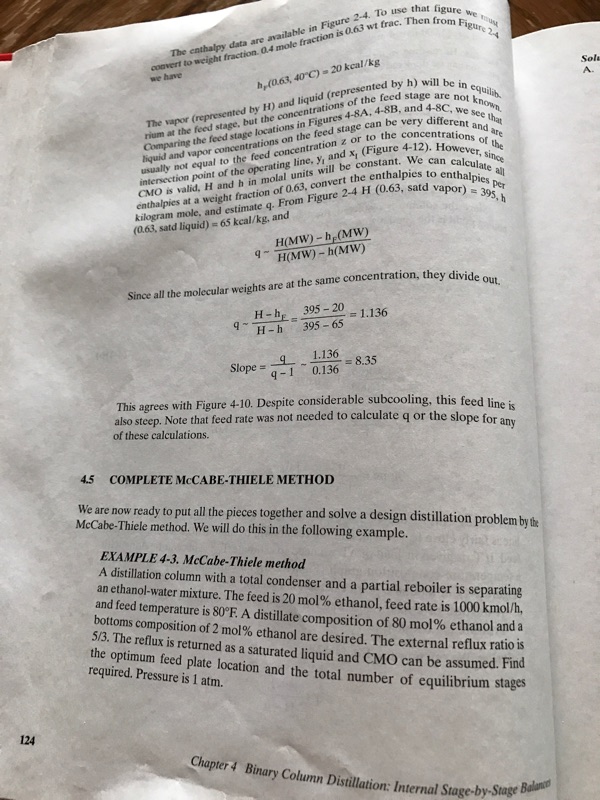 The enthalpy data are available in Figure 2-4. To use that figure we must
convert to weight fraction. 0.4 mole fraction is 0.63 wt frac. Then from Figure 2-4
we have
h_F(0.63, 40°C) = 20 kcal/kg
The vapor (represented by H) and liquid (represented by h) will be in equilib-
rium at the feed stage, but the concentrations of the feed stage are not known.
Comparing the feed stage locations in Figures 4-8A, 4-8B, and 4-8C, we see that
liquid and vapor concentrations on the feed stage can be very different and are
usually not equal to the feed concentration z or to the concentrations of the
intersection point of the operating line, y_I and x_I (Figure 4-12). However, since
CMO is valid, H and h in molal units will be constant. We can calculate all
enthalpies at a weight fraction of 0.63, convert the enthalpies to enthalpies per
kilogram mole, and estimate q. From Figure 2-4 H (0.63, satd vapor) = 395, h
(0.63, satd liquid) = 65 kcal/kg, and
q ~ H(MW) – h_F(MW) / H(MW) – h(MW)
Since all the molecular weights are at the same concentration, they divide out.
q ~ H – h_F / H – h = 395 – 20 / 395 – 65 = 1.136
Slope = q / q – 1 ~ 1.136 / 0.136 = 8.35
This agrees with Figure 4-10. Despite considerable subcooling, this feed line is
also steep. Note that feed rate was not needed to calculate q or the slope for any
of these calculations.
4.5 COMPLETE McCABE-THIELE METHOD
We are now ready to put all the pieces together and solve a design distillation problem by the
McCabe-Thiele method. We will do this in the following example.
EXAMPLE 4-3. McCabe-Thiele method
A distillation column with a total condenser and a partial reboiler is separating
an ethanol-water mixture. The feed is 20 mol% ethanol, feed rate is 1000 kmol/h,
and feed temperature is 80°F. A distillate composition of 80 mol% ethanol and a
bottoms composition of 2 mol% ethanol are desired. The external reflux ratio is
5/3. The reflux is returned as a saturated liquid and CMO can be assumed. Find
the optimum feed plate location and the total number of equilibrium stages
required. Pressure is 1 atm.
124
Chapter 4 Binary Column Distillation: Internal Stage-by-Stage Balances
A.